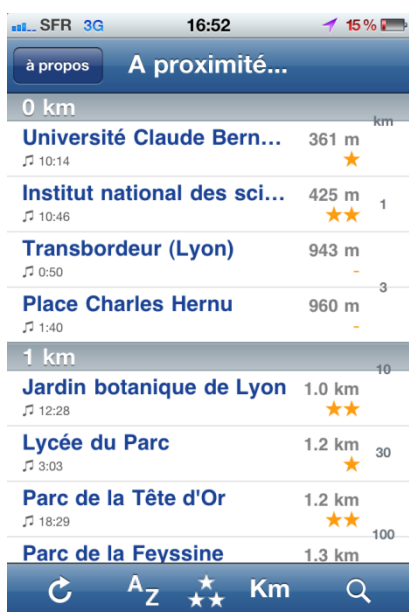 SFR 3G 16:52 15 %
à propos A proximité...
0 km
km
Université Claude Bern... 361 m
10:14
Institut national des sci... 425 m
10:46
1
Transbordeur (Lyon) 943 m
0:50 -
3
Place Charles Hernu 960 m
1:40 -
1 km
10
Jardin botanique de Lyon 1.0 km
12:28
Lycée du Parc 1.2 km
3:03
30
Parc de la Tête d'Or 1.2 km
18:29
100
Parc de la Feyssine 1.3 km
AZ Km